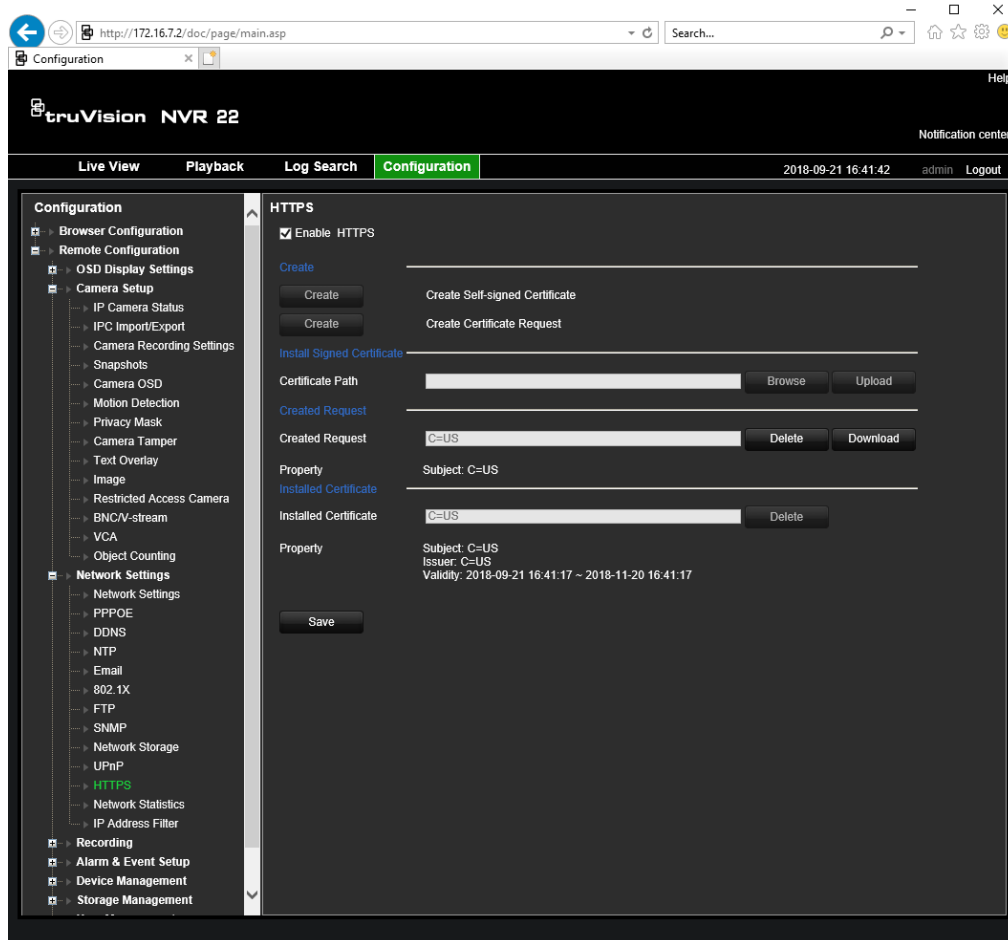 http://172.16.7.2/doc/page/main.asp
Search...
Configuration
Help
truVision NVR 22
Notification center
Live View Playback Log Search Configuration
2018-09-21 16:41:42 admin Logout
Configuration
Browser Configuration
Remote Configuration
OSD Display Settings
Camera Setup
IP Camera Status
IPC Import/Export
Camera Recording Settings
Snapshots
Camera OSD
Motion Detection
Privacy Mask
Camera Tamper
Text Overlay
Image
Restricted Access Camera
BNC/V-stream
VCA
Object Counting
Network Settings
Network Settings
PPPOE
DDNS
NTP
Email
802.1X
FTP
SNMP
Network Storage
UPnP
HTTPS
Network Statistics
IP Address Filter
Recording
Alarm & Event Setup
Device Management
Storage Management
HTTPS
Enable HTTPS
Create
Create Create Self-signed Certificate
Create Create Certificate Request
Install Signed Certificate
Certificate Path Browse Upload
Created Request
Created Request C=US Delete Download
Property Subject: C=US
Installed Certificate
Installed Certificate C=US Delete
Property Subject: C=US
Issuer: C=US
Validity: 2018-09-21 16:41:17 ~ 2018-11-20 16:41:17
Save